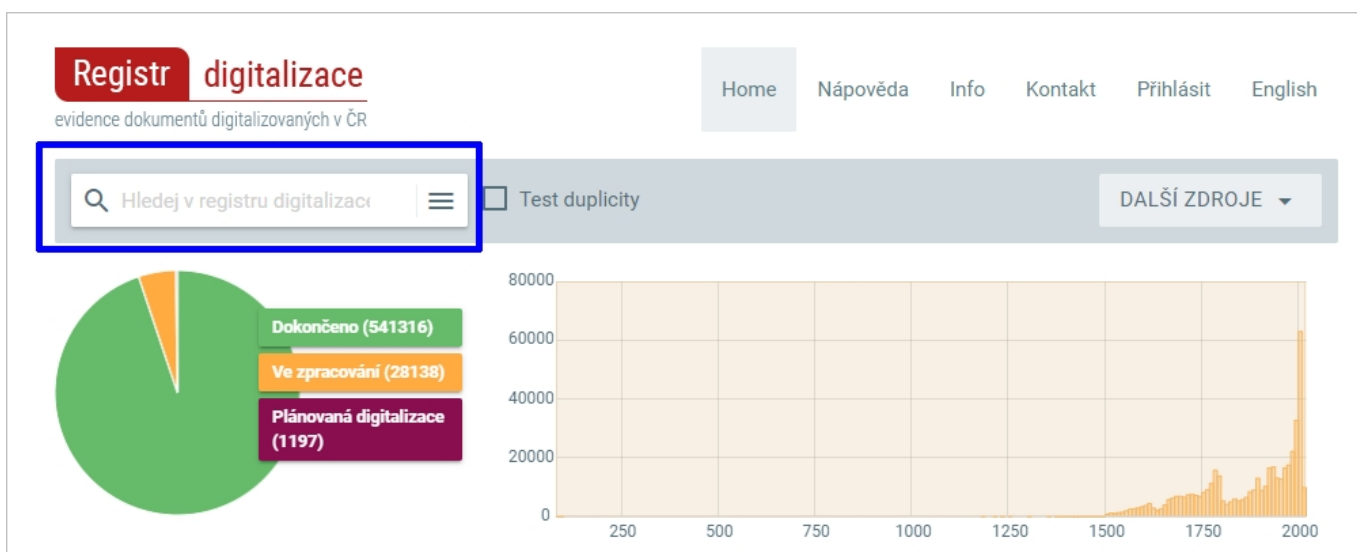 Registr digitalizace
evidence dokumentů digitalizovaných v ČR
Home Nápověda Info Kontakt Přihlásit English
Hledej v registru digitalizac
Test duplicity
DALŠÍ ZDROJE
Dokončeno (541316)
Ve zpracování (28138)
Plánovaná digitalizace
(1197)
80000
60000
40000
20000
0
250 500 750 1000 1250 1500 1750 2000